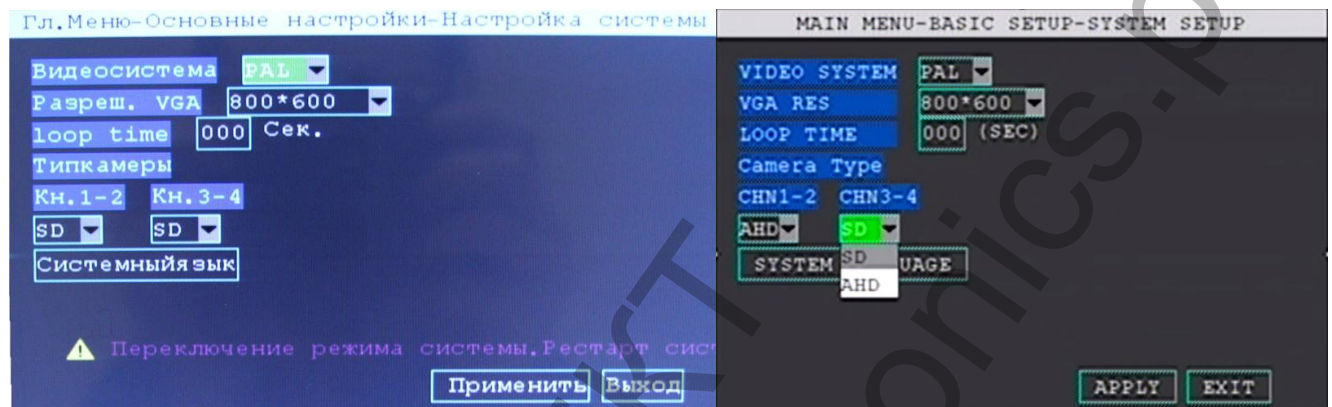 Гл.Меню-Основные настройки-Настройка системы
Видеосистема PAL
Разреш. VGA 800*600
loop time 000 Сек.
Типкамеры
Кн.1-2 Кн.3-4
SD SD
Системныйязык
Переключение режима системы.Рестарт сис
Применить Выход
MAIN MENU-BASIC SETUP-SYSTEM SETUP
VIDEO SYSTEM PAL
VGA RES 800*600
LOOP TIME 000 (SEC)
Camera Type
CHN1-2 CHN3-4
AHD SD
SYSTEM SD UAGE
AHD
APPLY EXIT